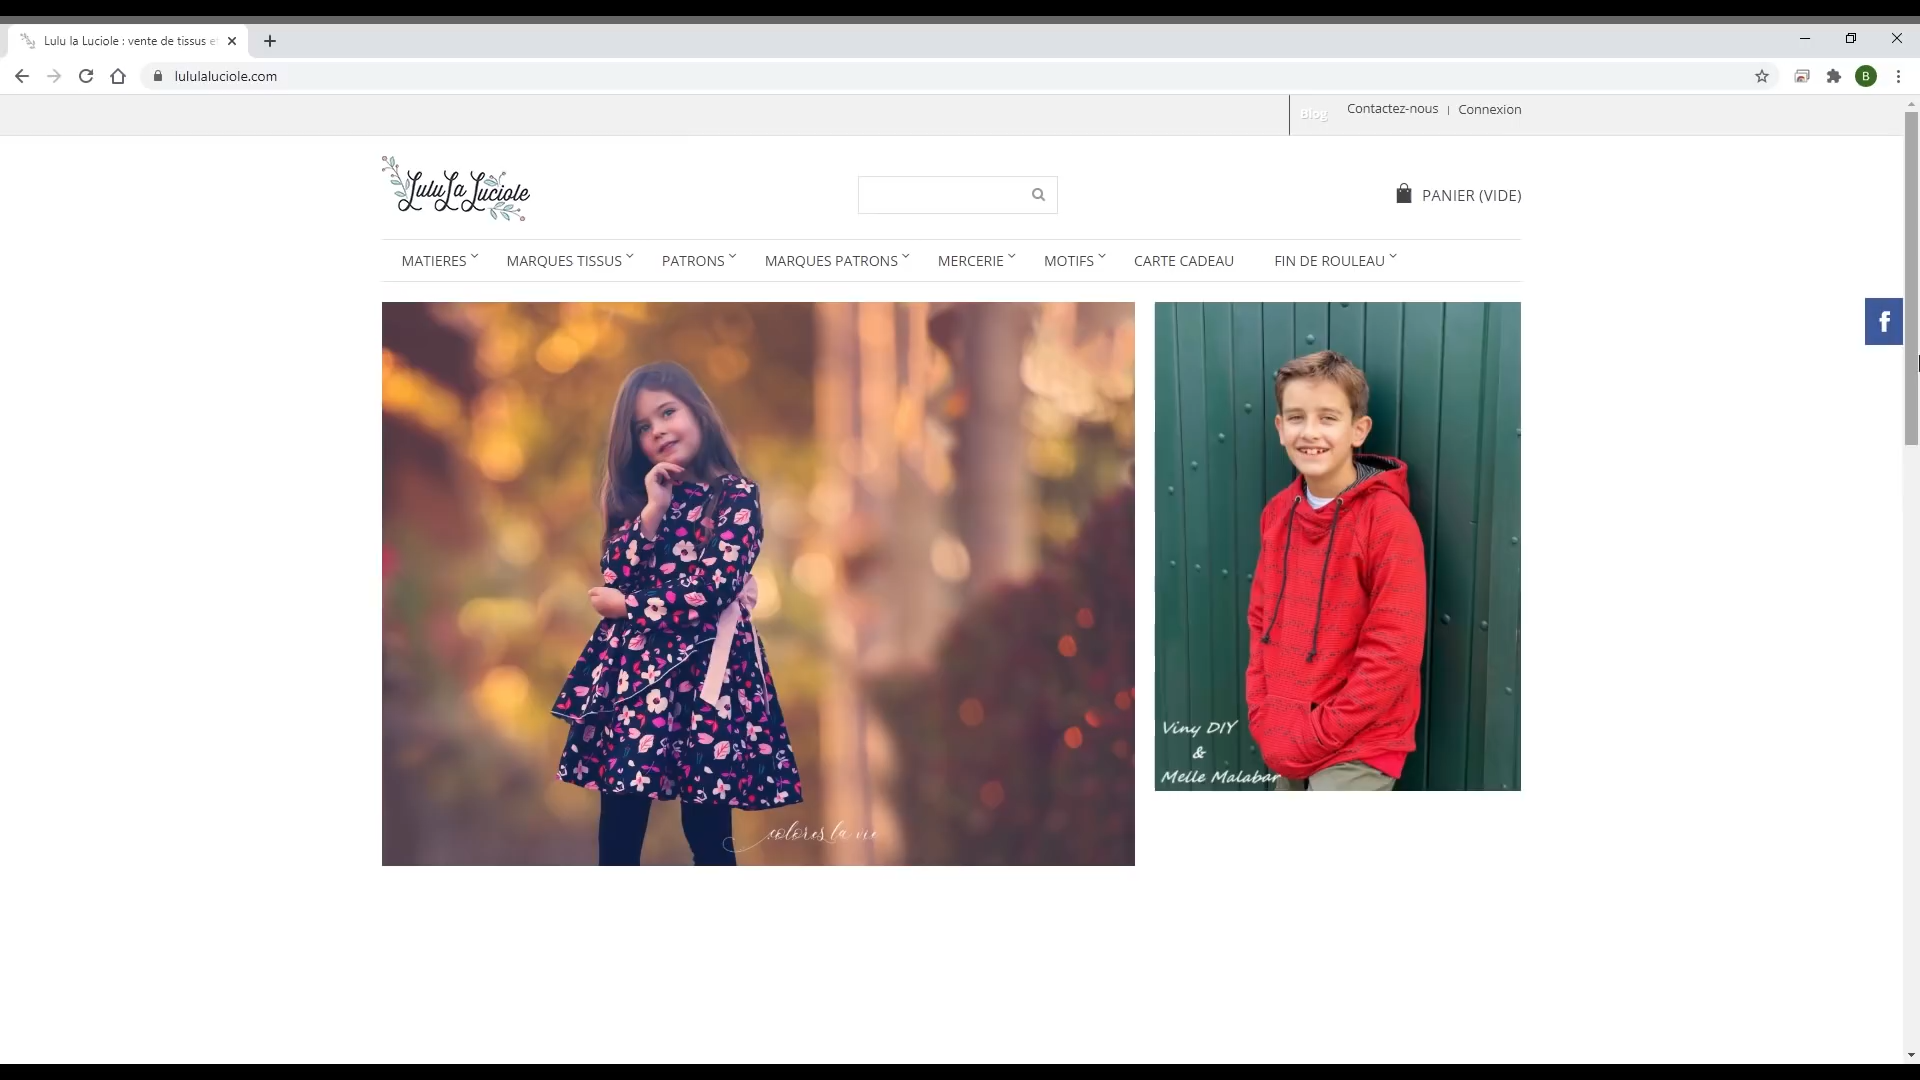 Lulu la Luciole : vente de tissus e
lululaluciole.com
B
Blog
Contactez-nous | Connexion
Lulu La Luciole
PANIER (VIDE)
MATIERES MARQUES TISSUS PATRONS MARQUES PATRONS MERCERIE MOTIFS CARTE CADEAU FIN DE ROULEAU
f
Viny DIY
&
Melle Malabar
colores la vie